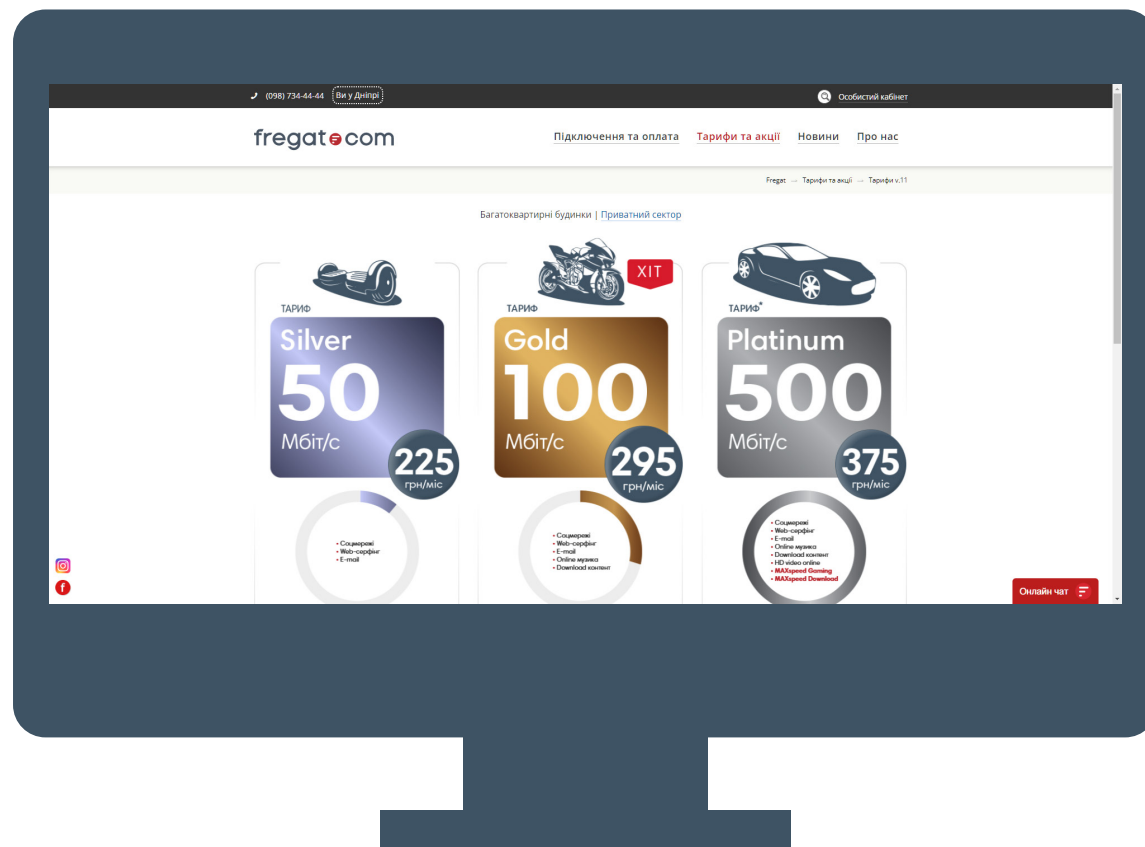 (098) 734-44-44 Ви у Дніпрі Особистий кабінет
fregat com Підключення та оплата Тарифи та акції Новини Про нас
Fregat → Тарифи та акції → Тарифи v.11
Багатоквартирні будинки | Приватний сектор
ТАРИФ
Silver
50
Мбіт/с
225
грн/міс
• Соцмережі
• Web-серфінг
• E-mail
ХІТ
ТАРИФ
Gold
100
Мбіт/с
295
грн/міс
• Соцмережі
• Web-серфінг
• E-mail
• Online музика
• Download контент
ТАРИФ*
Platinum
500
Мбіт/с
375
грн/міс
• Соцмережі
• Web-серфінг
• E-mail
• Online музика
• Download контент
• HD video online
• MAXspeed Gaming
• MAXspeed Download
Онлайн чат